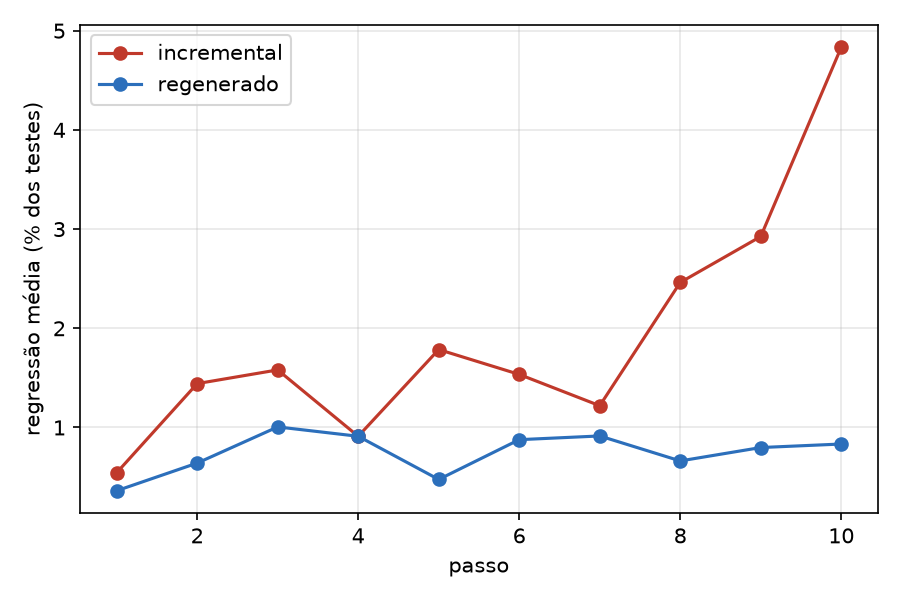 incremental
regenerado
regressão média (% dos testes)
5
4
3
2
1
2
4
6
8
10
passo